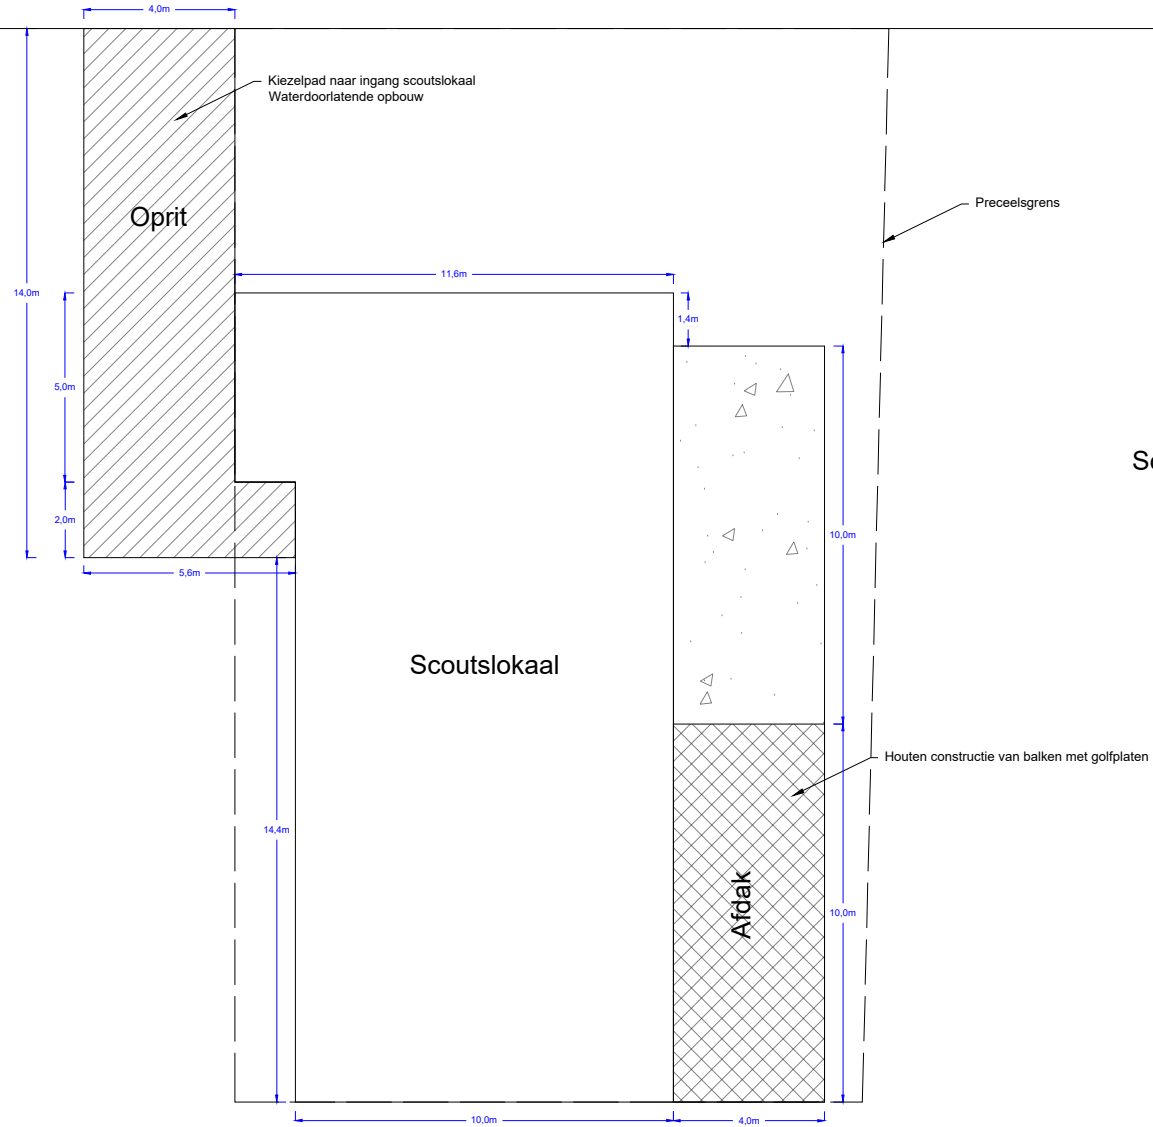 4,0m
Kiezelpad naar ingang scoutslokaal
Waterdoorlatende opbouw
Preceelsgrens
Oprit
11,6m
14,0m
1,4m
5,0m
Se
2,0m
10,0m
5,6m
Scoutslokaal
Houten constructie van balken met golfplaten
14,4m
Afdak
10,0m
10,0m
4,0m